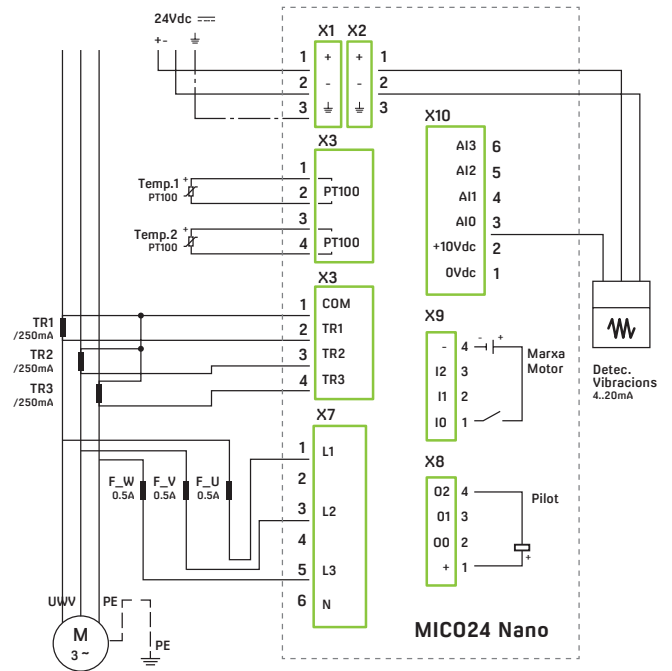 24Vdc
+ -
X1 X2
1 + + 1
2 - - 2
3 3
X3
1
2 PT100
3
4 PT100
Temp.1 +
PT100
Temp.2 +
PT100
X3
1 COM
2 TR1
3 TR2
4 TR3
TR1
/250mA
TR2
/250mA
TR3
/250mA
X7
1 L1
2
3 L2
4
5 L3
6 N
F_W F_V F_U
0.5A 0.5A 0.5A
UWV PE
M
3 ~
PE
X10
AI3 6
AI2 5
AI1 4
AI0 3
+10Vdc 2
0Vdc 1
X9
- 4 - +
I2 3
I1 2
I0 1
Marxa
Motor
X8
O2 4
O1 3
O0 2
+ 1
Pilot
+
Detec.
Vibracions
4..20mA
MICO24 Nano